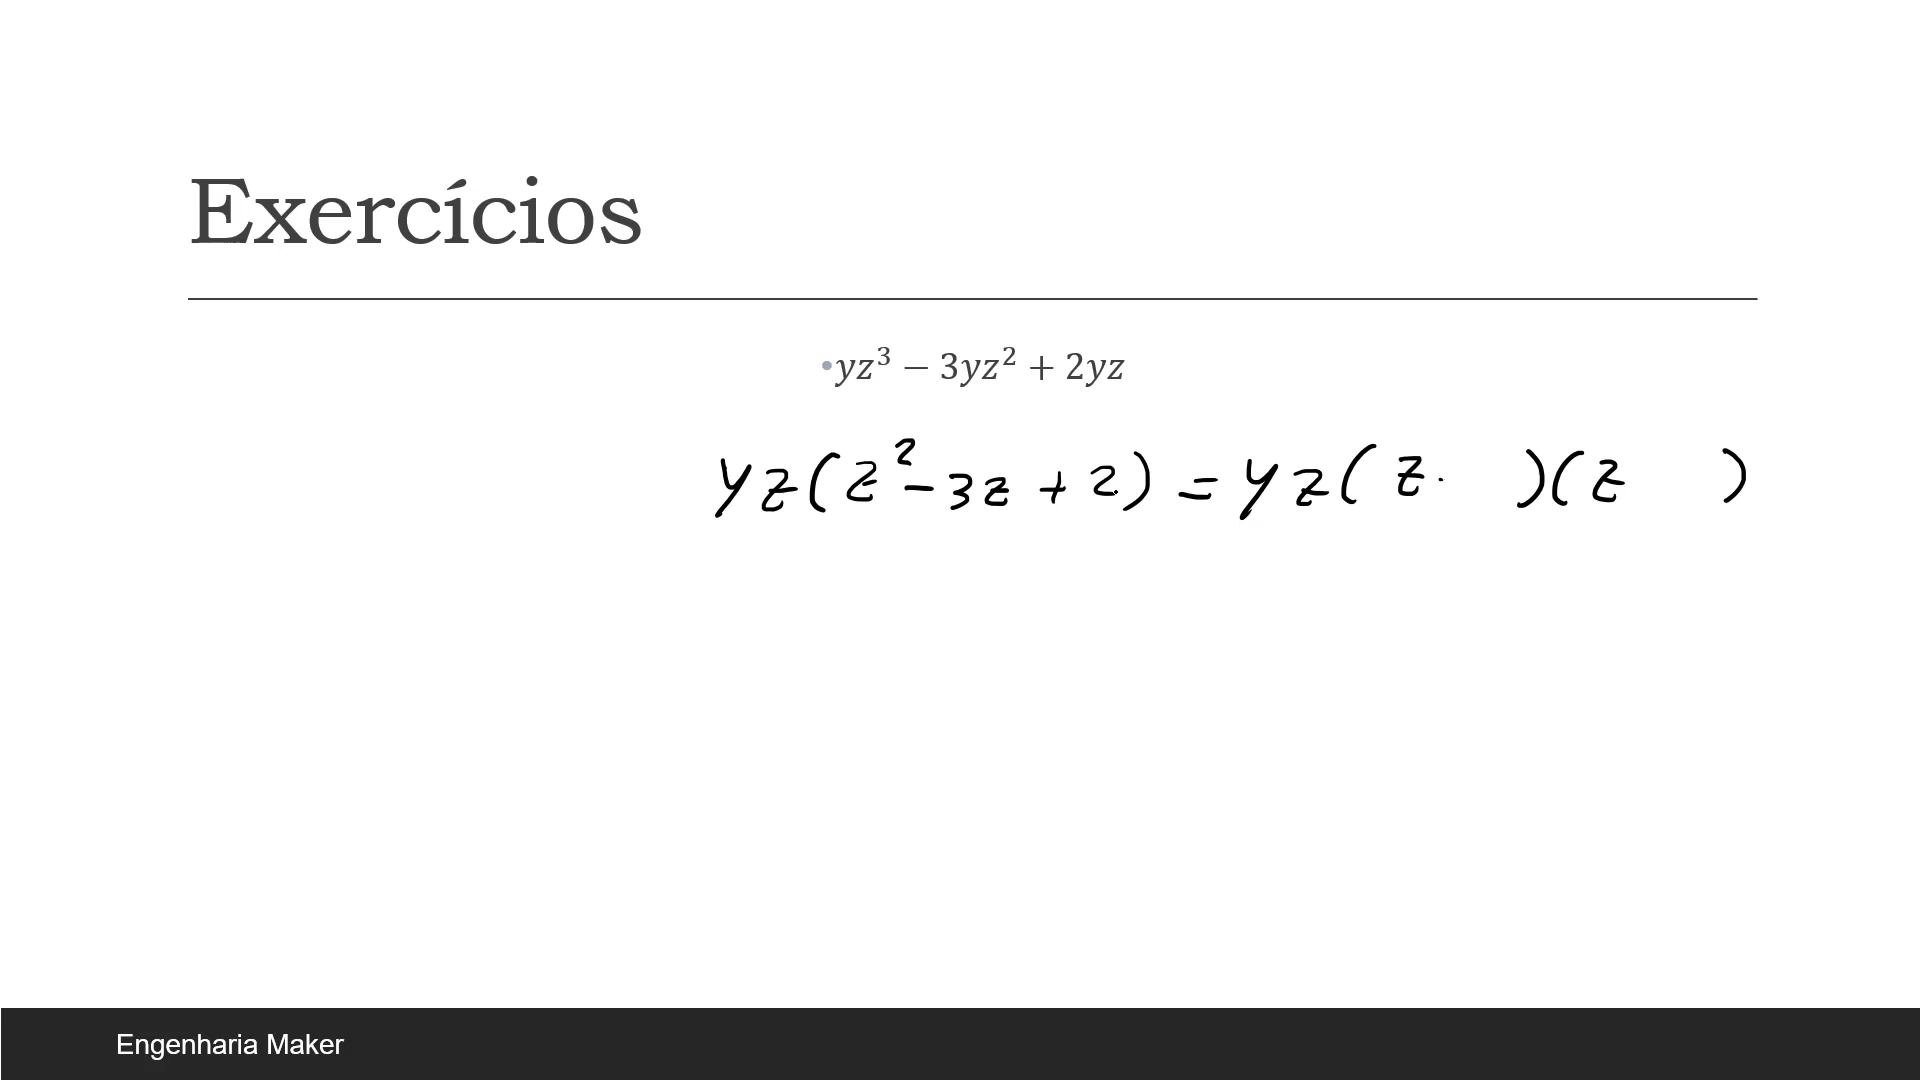 Exercícios
•yz³ − 3yz² + 2yz
yz(z²-3z + 2) = yz( z· )(z )
Engenharia Maker